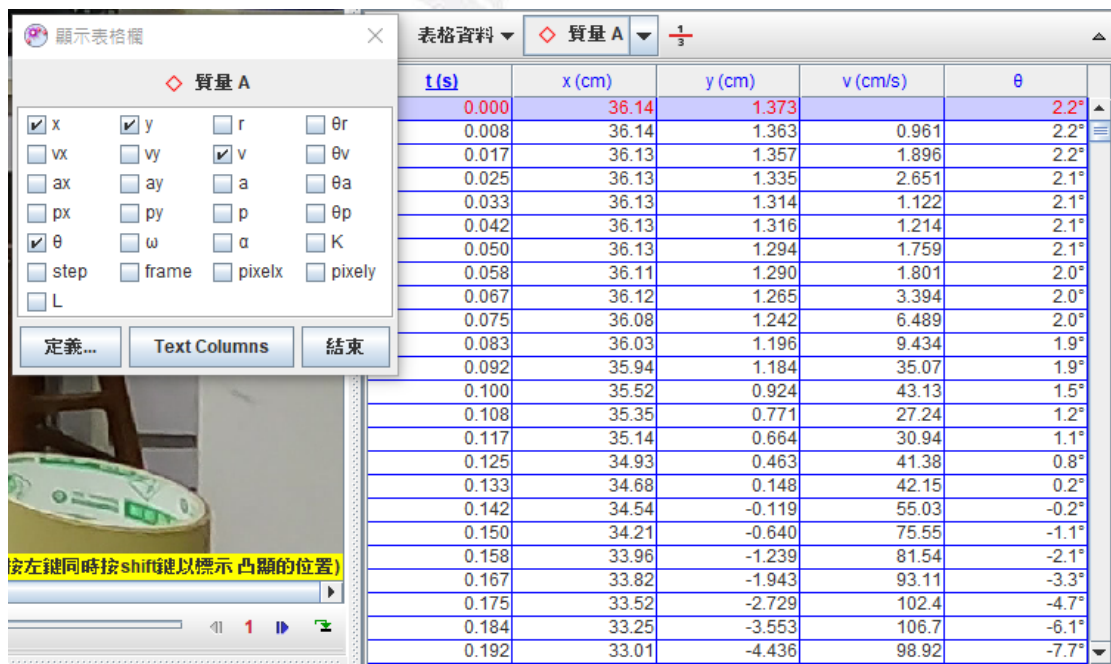 顯示表格欄
質量 A
x y r θr
vx vy v θv
ax ay a θa
px py p θp
θ ω α K
step frame pixelx pixely
L
定義... Text Columns 結束
按左鍵同時按shift鍵以標示 凸顯的位置)
1
表格資料 質量 A 1/3
t (s) x (cm) y (cm) v (cm/s) θ
0.000 36.14 1.373 2.2°
0.008 36.14 1.363 0.961 2.2°
0.017 36.13 1.357 1.896 2.2°
0.025 36.13 1.335 2.651 2.1°
0.033 36.13 1.314 1.122 2.1°
0.042 36.13 1.316 1.214 2.1°
0.050 36.13 1.294 1.759 2.1°
0.058 36.11 1.290 1.801 2.0°
0.067 36.12 1.265 3.394 2.0°
0.075 36.08 1.242 6.489 2.0°
0.083 36.03 1.196 9.434 1.9°
0.092 35.94 1.184 35.07 1.9°
0.100 35.52 0.924 43.13 1.5°
0.108 35.35 0.771 27.24 1.2°
0.117 35.14 0.664 30.94 1.1°
0.125 34.93 0.463 41.38 0.8°
0.133 34.68 0.148 42.15 0.2°
0.142 34.54 -0.119 55.03 -0.2°
0.150 34.21 -0.640 75.55 -1.1°
0.158 33.96 -1.239 81.54 -2.1°
0.167 33.82 -1.943 93.11 -3.3°
0.175 33.52 -2.729 102.4 -4.7°
0.184 33.25 -3.553 106.7 -6.1°
0.192 33.01 -4.436 98.92 -7.7°